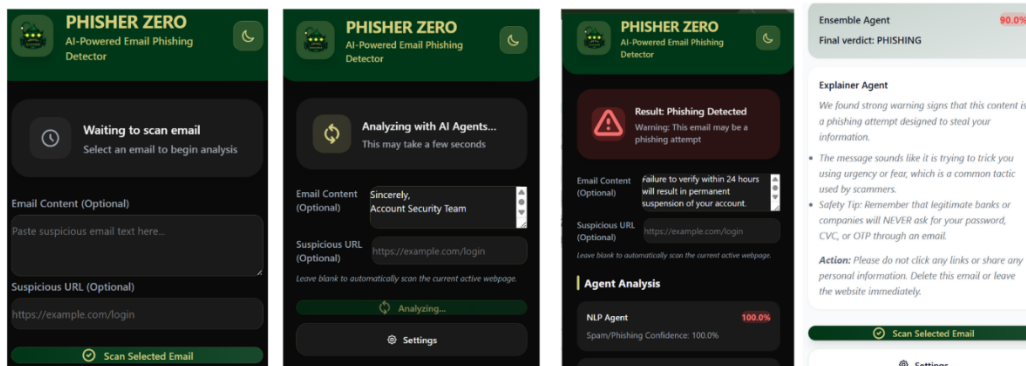 PHISHER ZERO
AI-Powered Email Phishing
Detector
Waiting to scan email
Select an email to begin analysis
Email Content (Optional)
Paste suspicious email text here...
Suspicious URL (Optional)
https://example.com/login
Scan Selected Email
PHISHER ZERO
AI-Powered Email Phishing
Detector
Analyzing with AI Agents...
This may take a few seconds
Email Content
(Optional)
Sincerely,
Account Security Team
Suspicious URL
(Optional)
https://example.com/login
Leave blank to automatically scan the current active webpage.
Analyzing...
Settings
PHISHER ZERO
AI-Powered Email Phishing
Detector
Result: Phishing Detected
Warning: This email may be a
phishing attempt
Email Content
(Optional)
Failure to verify within 24 hours
will result in permanent
suspension of your account.
Suspicious URL
(Optional)
https://example.com/login
Leave blank to automatically scan the current active webpage.
Agent Analysis
NLP Agent 100.0%
Spam/Phishing Confidence: 100.0%
Ensemble Agent 90.0%
Final verdict: PHISHING
Explainer Agent
We found strong warning signs that this content is
a phishing attempt designed to steal your
information.
• The message sounds like it is trying to trick you
using urgency or fear, which is a common tactic
used by scammers.
• Safety Tip: Remember that legitimate banks or
companies will NEVER ask for your password,
CVC, or OTP through an email.
Action: Please do not click any links or share any
personal information. Delete this email or leave
the website immediately.
Scan Selected Email
Settings